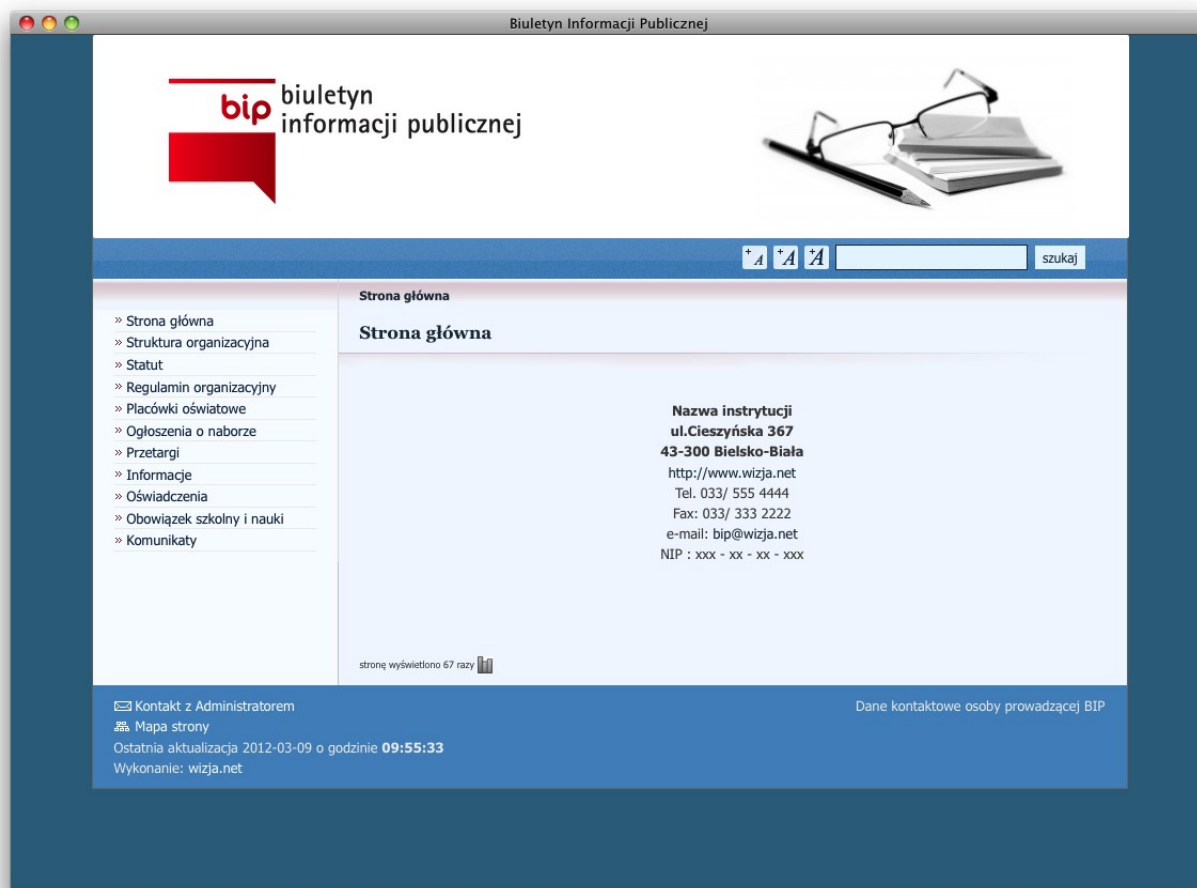 Biuletyn Informacji Publicznej
bip
biuletyn
informacji publicznej
+A +A +A szukaj
Strona główna
» Strona główna
» Struktura organizacyjna
» Statut
» Regulamin organizacyjny
» Placówki oświatowe
» Ogłoszenia o naborze
» Przetargi
» Informacje
» Oświadczenia
» Obowiązek szkolny i nauki
» Komunikaty
Strona główna
Nazwa instrytucji
ul.Cieszyńska 367
43-300 Bielsko-Biała
http://www.wizja.net
Tel. 033/ 555 4444
Fax: 033/ 333 2222
e-mail: bip@wizja.net
NIP : xxx - xx - xx - xxx
stronę wyświetlono 67 razy
Kontakt z Administratorem
Mapa strony
Ostatnia aktualizacja 2012-03-09 o godzinie 09:55:33
Wykonanie: wizja.net
Dane kontaktowe osoby prowadzącej BIP